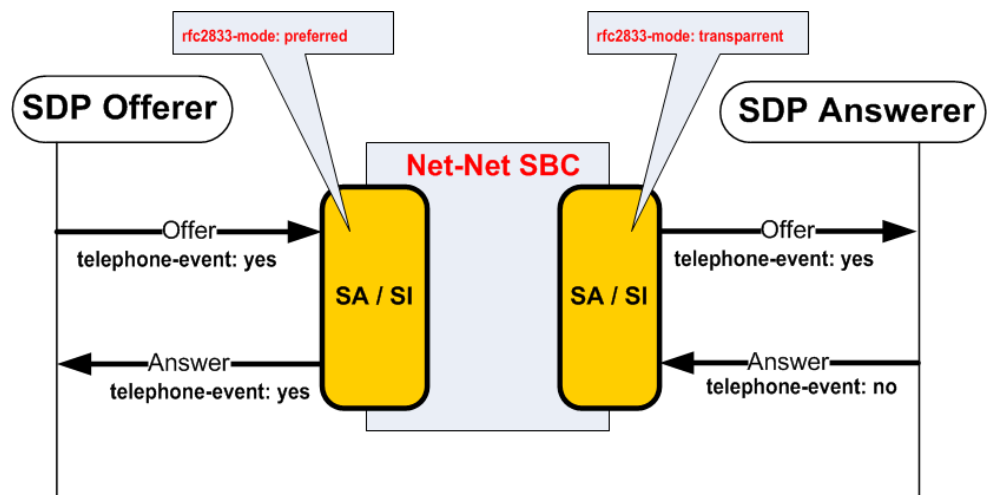 rfc2833-mode: preferred
rfc2833-mode: transparrent
SDP Offerer
SDP Answerer
Net-Net SBC
Offer
telephone-event: yes
Offer
telephone-event: yes
SA / SI
SA / SI
Answer
telephone-event: yes
Answer
telephone-event: no